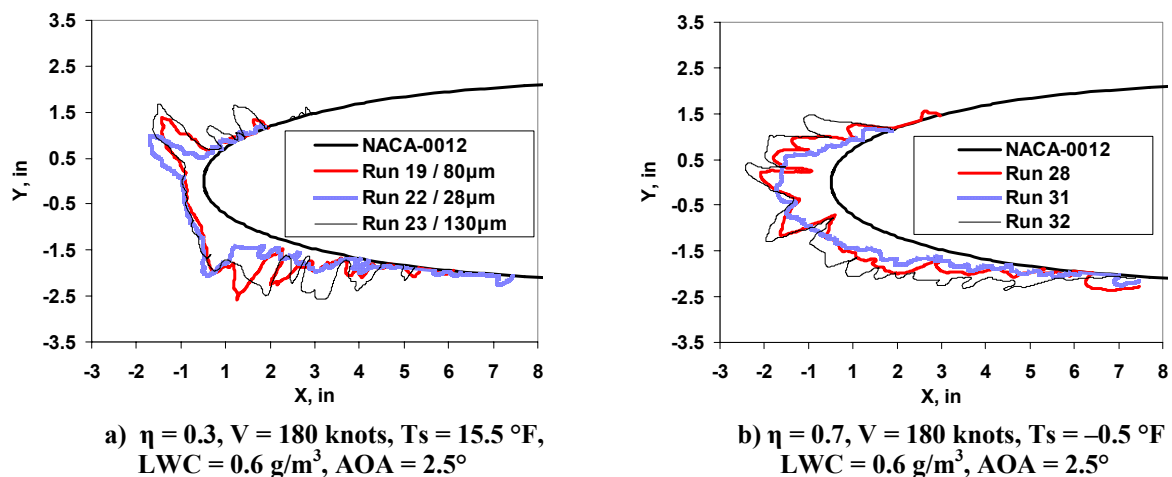 3.5
2.5
1.5
0.5
-0.5
-1.5
-2.5
-3.5
Y, in
-3 -2 -1 0 1 2 3 4 5 6 7 8
X, in
NACA-0012
Run 19 / 80µm
Run 22 / 28µm
Run 23 / 130µm
a) η = 0.3, V = 180 knots, Ts = 15.5 °F,
LWC = 0.6 g/m³, AOA = 2.5°
3.5
2.5
1.5
0.5
-0.5
-1.5
-2.5
-3.5
Y, in
-3 -2 -1 0 1 2 3 4 5 6 7 8
X, in
NACA-0012
Run 28
Run 31
Run 32
b) η = 0.7, V = 180 knots, Ts = –0.5 °F
LWC = 0.6 g/m³, AOA = 2.5°